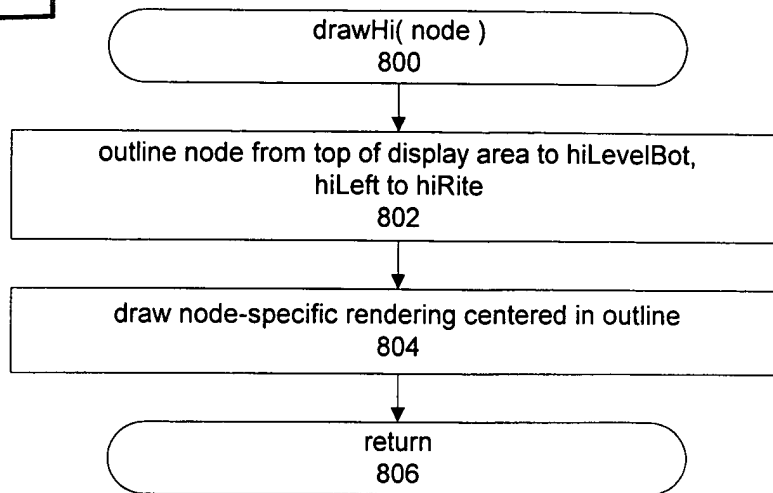 drawHi( node )
800
outline node from top of display area to hiLevelBot,
hiLeft to hiRite
802
draw node-specific rendering centered in outline
804
return
806